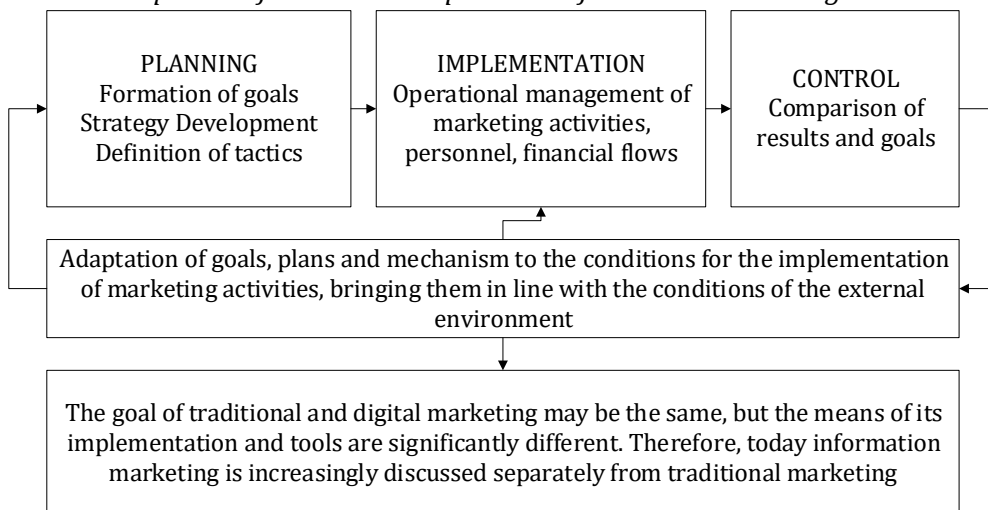 PLANNING
Formation of goals
Strategy Development
Definition of tactics
IMPLEMENTATION
Operational management of
marketing activities,
personnel, financial flows
CONTROL
Comparison of
results and goals
Adaptation of goals, plans and mechanism to the conditions for the implementation
of marketing activities, bringing them in line with the conditions of the external
environment
The goal of traditional and digital marketing may be the same, but the means of its
implementation and tools are significantly different. Therefore, today information
marketing is increasingly discussed separately from traditional marketing